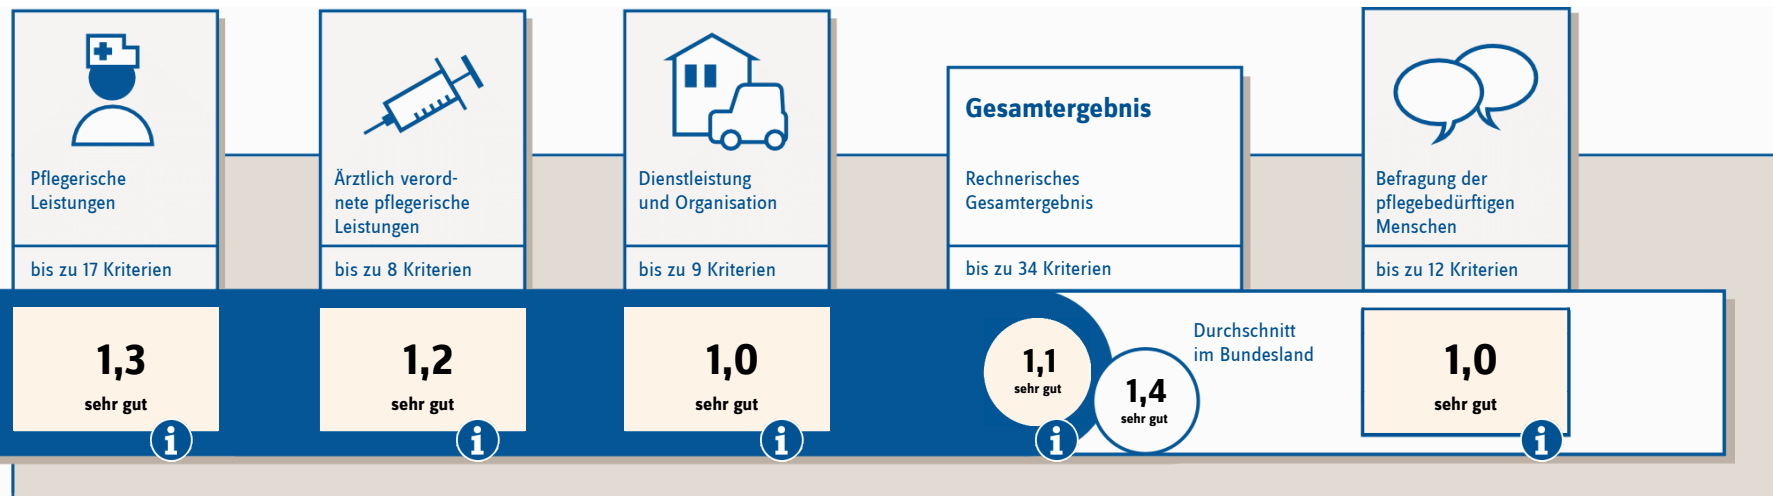 Pflegerische
Leistungen
bis zu 17 Kriterien
1,3
sehr gut
Ärztlich verord-
nete pflegerische
Leistungen
bis zu 8 Kriterien
1,2
sehr gut
Dienstleistung
und Organisation
bis zu 9 Kriterien
1,0
sehr gut
Gesamtergebnis
Rechnerisches
Gesamtergebnis
bis zu 34 Kriterien
1,1
sehr gut
1,4
sehr gut
Durchschnitt
im Bundesland
Befragung der
pflegebedürftigen
Menschen
bis zu 12 Kriterien
1,0
sehr gut